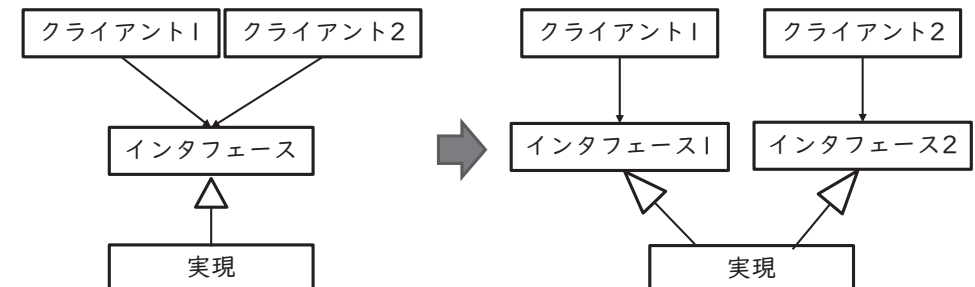 クライアント1
クライアント2
インタフェース
実現
クライアント1
クライアント2
インタフェース1
インタフェース2
実現